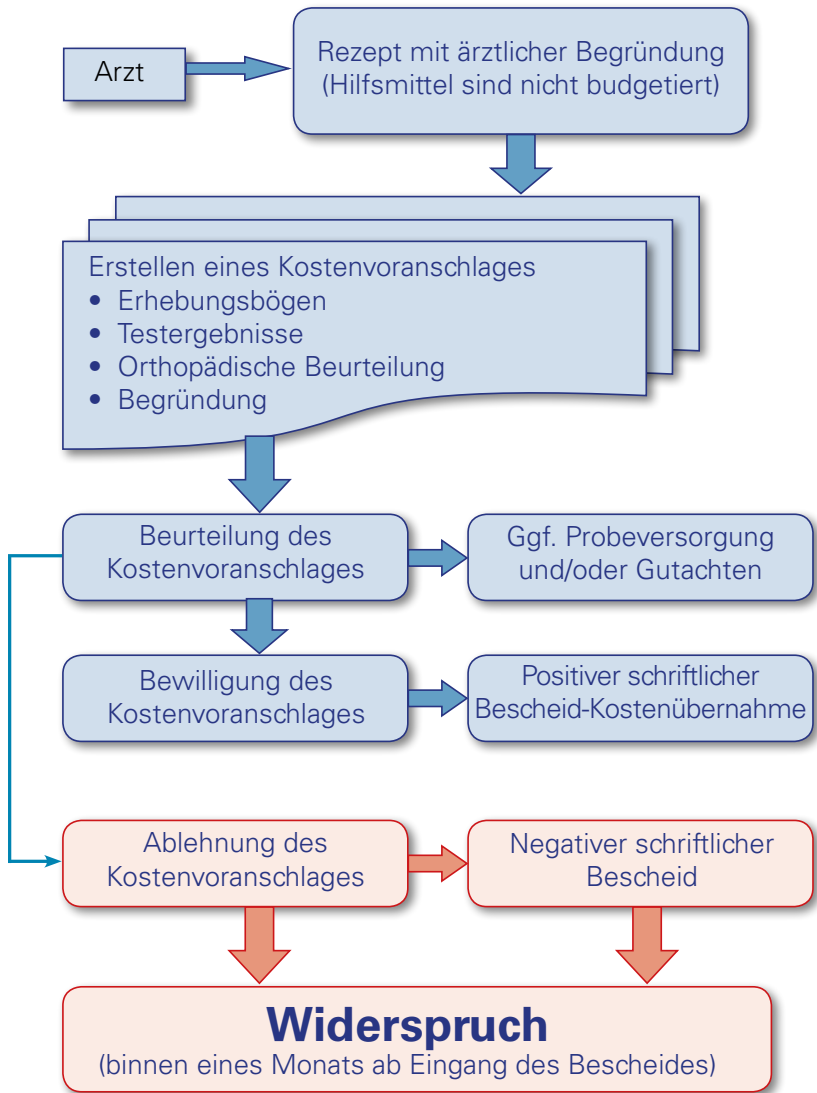 Arzt
Rezept mit ärztlicher Begründung
(Hilfsmittel sind nicht budgetiert)
Erstellen eines Kostenvoranschlages
• Erhebungsbögen
• Testergebnisse
• Orthopädische Beurteilung
• Begründung
Beurteilung des
Kostenvoranschlages
Ggf. Probeversorgung
und/oder Gutachten
Bewilligung des
Kostenvoranschlages
Positiver schriftlicher
Bescheid-Kostenübernahme
Ablehnung des
Kostenvoranschlages
Negativer schriftlicher
Bescheid
Widerspruch
(binnen eines Monats ab Eingang des Bescheides)